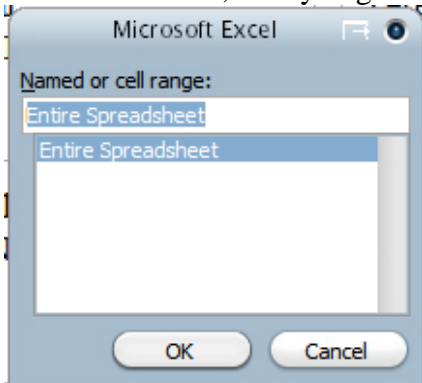 Microsoft Excel
Named or cell range:
Entire Spreadsheet
Entire Spreadsheet
OK
Cancel